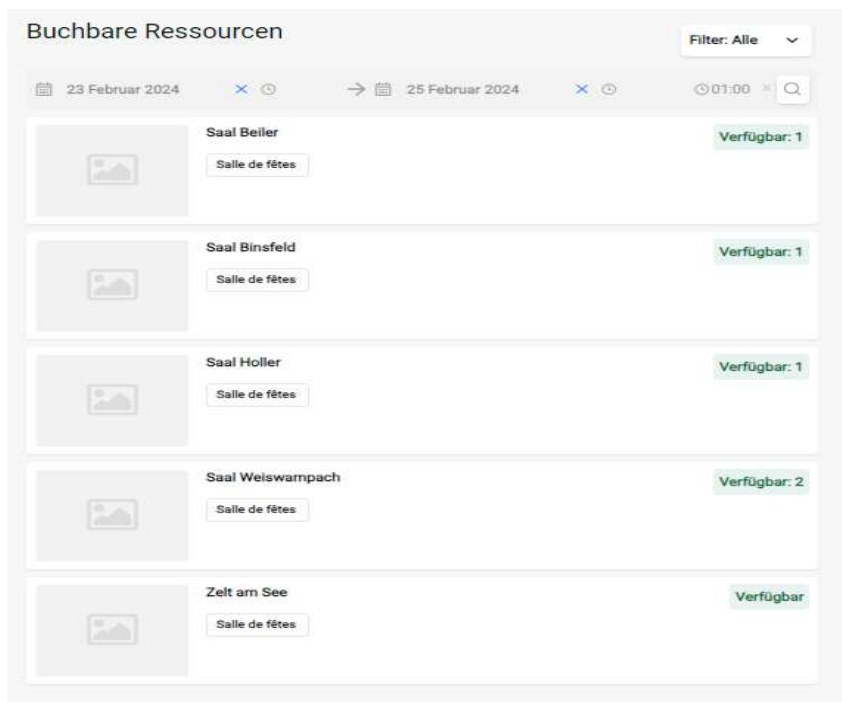 Buchbare Ressourcen
Filter: Alle
23 Februar 2024 25 Februar 2024 01:00
Saal Beiler
Verfügbar: 1
Salle de fêtes
Saal Binsfeld
Verfügbar: 1
Salle de fêtes
Saal Holler
Verfügbar: 1
Salle de fêtes
Saal Weiswampach
Verfügbar: 2
Salle de fêtes
Zelt am See
Verfügbar
Salle de fêtes